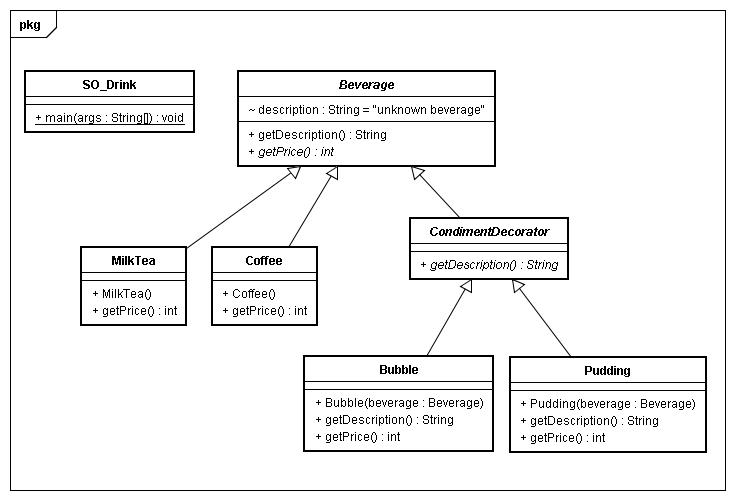 pkg
SO_Drink
+ main(args : String[]) : void
Beverage
~ description : String = "unknown beverage"
+ getDescription() : String
+ getPrice() : int
MilkTea
+ MilkTea()
+ getPrice() : int
Coffee
+ Coffee()
+ getPrice() : int
CondimentDecorator
+ getDescription() : String
Bubble
+ Bubble(beverage : Beverage)
+ getDescription() : String
+ getPrice() : int
Pudding
+ Pudding(beverage : Beverage)
+ getDescription() : String
+ getPrice() : int